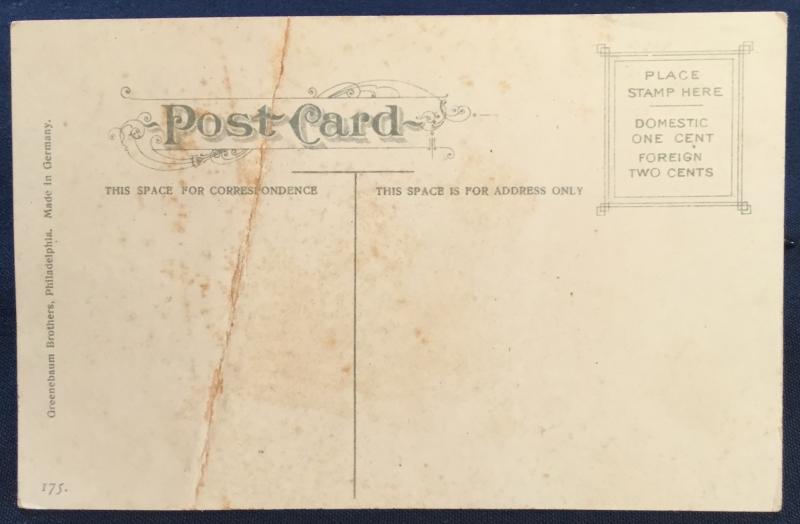 Post Card
PLACE
STAMP HERE
DOMESTIC
ONE CENT
FOREIGN
TWO CENTS
THIS SPACE FOR CORRESPONDENCE
THIS SPACE IS FOR ADDRESS ONLY
Greenebaum Brothers, Philadelphia. Made in Germany.
175.